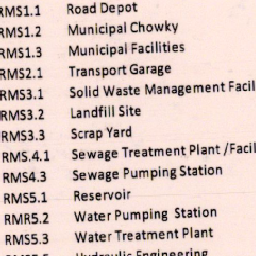 RMS1.1 Road Depot
RMS1.2 Municipal Chowky
RMS1.3 Municipal Facilities
RMS2.1 Transport Garage
RMS3.1 Solid Waste Management Facil
RMS3.2 Landfill Site
RMS3.3 Scrap Yard
RMS.4.1 Sewage Treatment Plant /Facil
RMS4.3 Sewage Pumping Station
RMS5.1 Reservoir
RMR5.2 Water Pumping Station
RMS5.3 Water Treatment Plant
Hydraulic Engineering